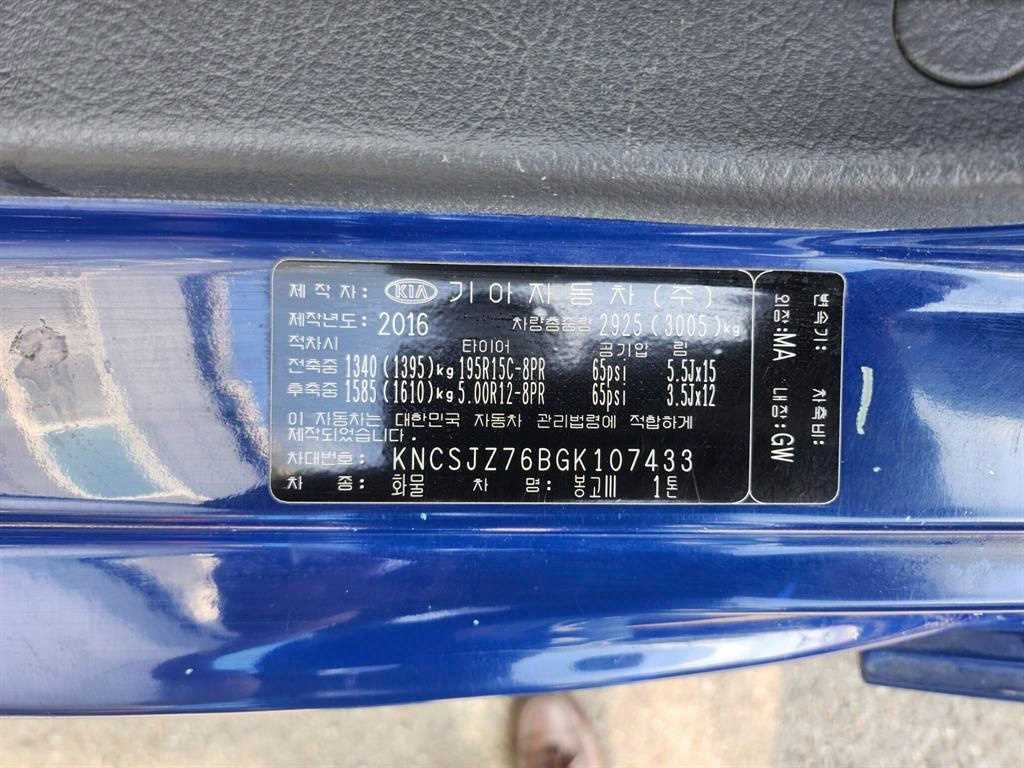 제 작 자: KIA 기아자동차(주)
제작년도: 2016 차량총중량 2925(3005)kg
적차시 타이어 공기압 림
전축중 1340(1395)kg 195R15C-8PR 65psi 5.5Jx15
후축중 1585(1610)kg 5.00R12-8PR 65psi 3.5Jx12
이 자동차는 대한민국 자동차 관리법령에 적합하게
제작되었습니다.
차대번호: KNCSJZ76BGK107433
차 종: 화물 차 명: 봉고III 1톤
변속기: 차축비:
외장:MA 내장:GW